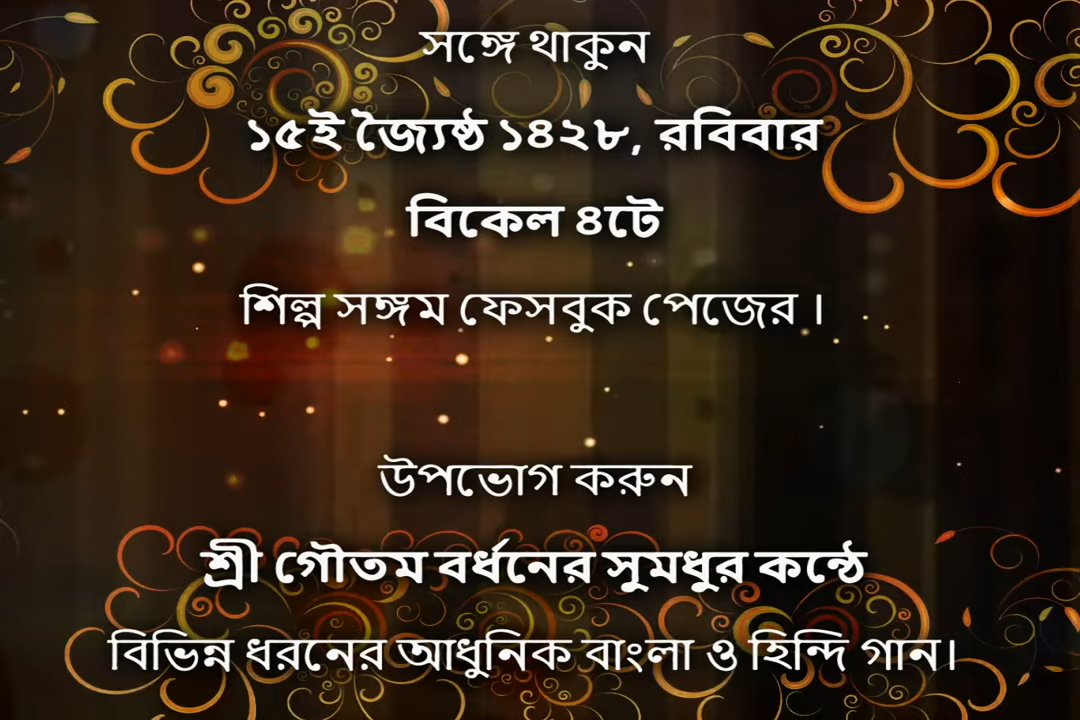 সঙ্গে থাকুন
১৫ই জ্যৈষ্ঠ ১৪২৮, রবিবার
বিকেল ৪টে
শিল্প সঙ্গম ফেসবুক পেজের ।
উপভোগ করুন
শ্রী গৌতম বর্ধনের সুমধুর কন্ঠে
বিভিন্ন ধরনের আধুনিক বাংলা ও হিন্দি গান।